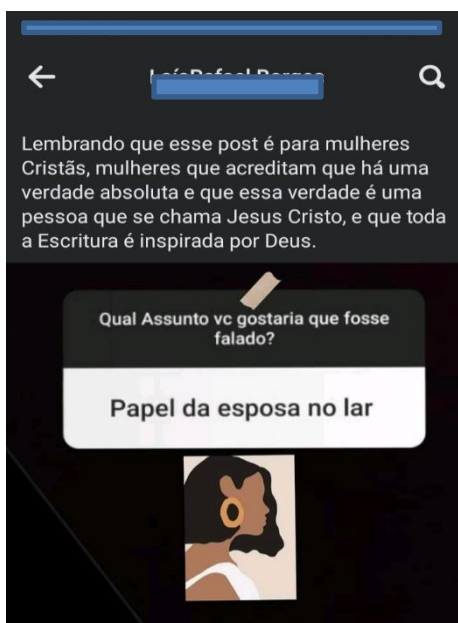 Lembrando que esse post é para mulheres
Cristãs, mulheres que acreditam que há uma
verdade absoluta e que essa verdade é uma
pessoa que se chama Jesus Cristo, e que toda
a Escritura é inspirada por Deus.
Qual Assunto vc gostaria que fosse
falado?
Papel da esposa no lar